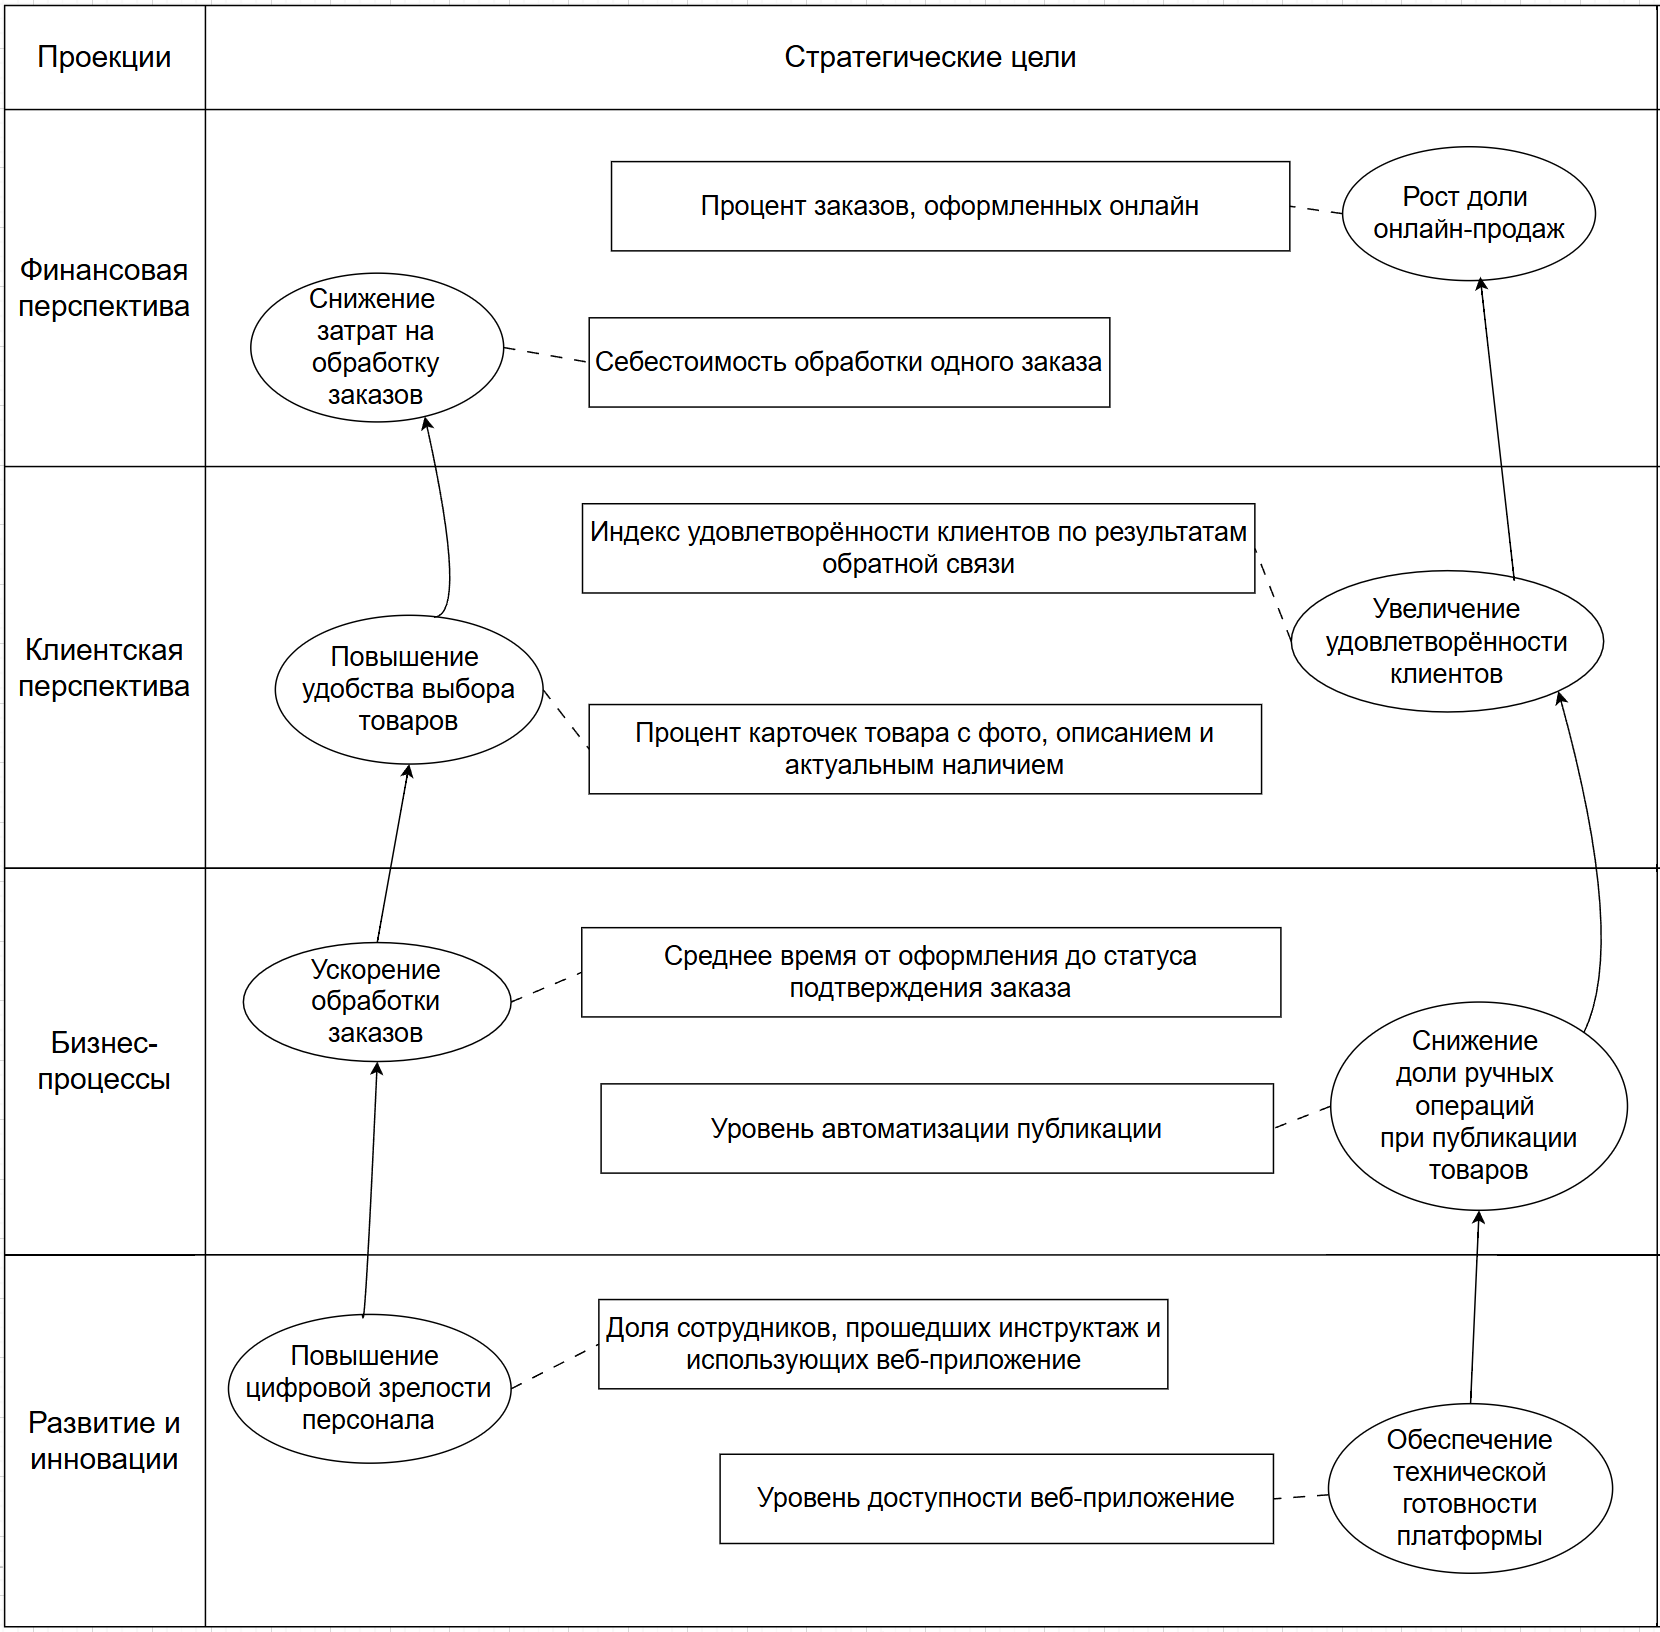 Проекции
Стратегические цели
Финансовая
перспектива
Процент заказов, оформленных онлайн
Рост доли
онлайн-продаж
Снижение
затрат на
обработку
заказов
Себестоимость обработки одного заказа
Клиентская
перспектива
Индекс удовлетворённости клиентов по результатам
обратной связи
Увеличение
удовлетворённости
клиентов
Повышение
удобства выбора
товаров
Процент карточек товара с фото, описанием и
актуальным наличием
Бизнес-
процессы
Ускорение
обработки
заказов
Среднее время от оформления до статуса
подтверждения заказа
Уровень автоматизации публикации
Снижение
доли ручных
операций
при публикации
товаров
Развитие и
инновации
Повышение
цифровой зрелости
персонала
Доля сотрудников, прошедших инструктаж и
использующих веб-приложение
Уровень доступности веб-приложение
Обеспечение
технической
готовности
платформы